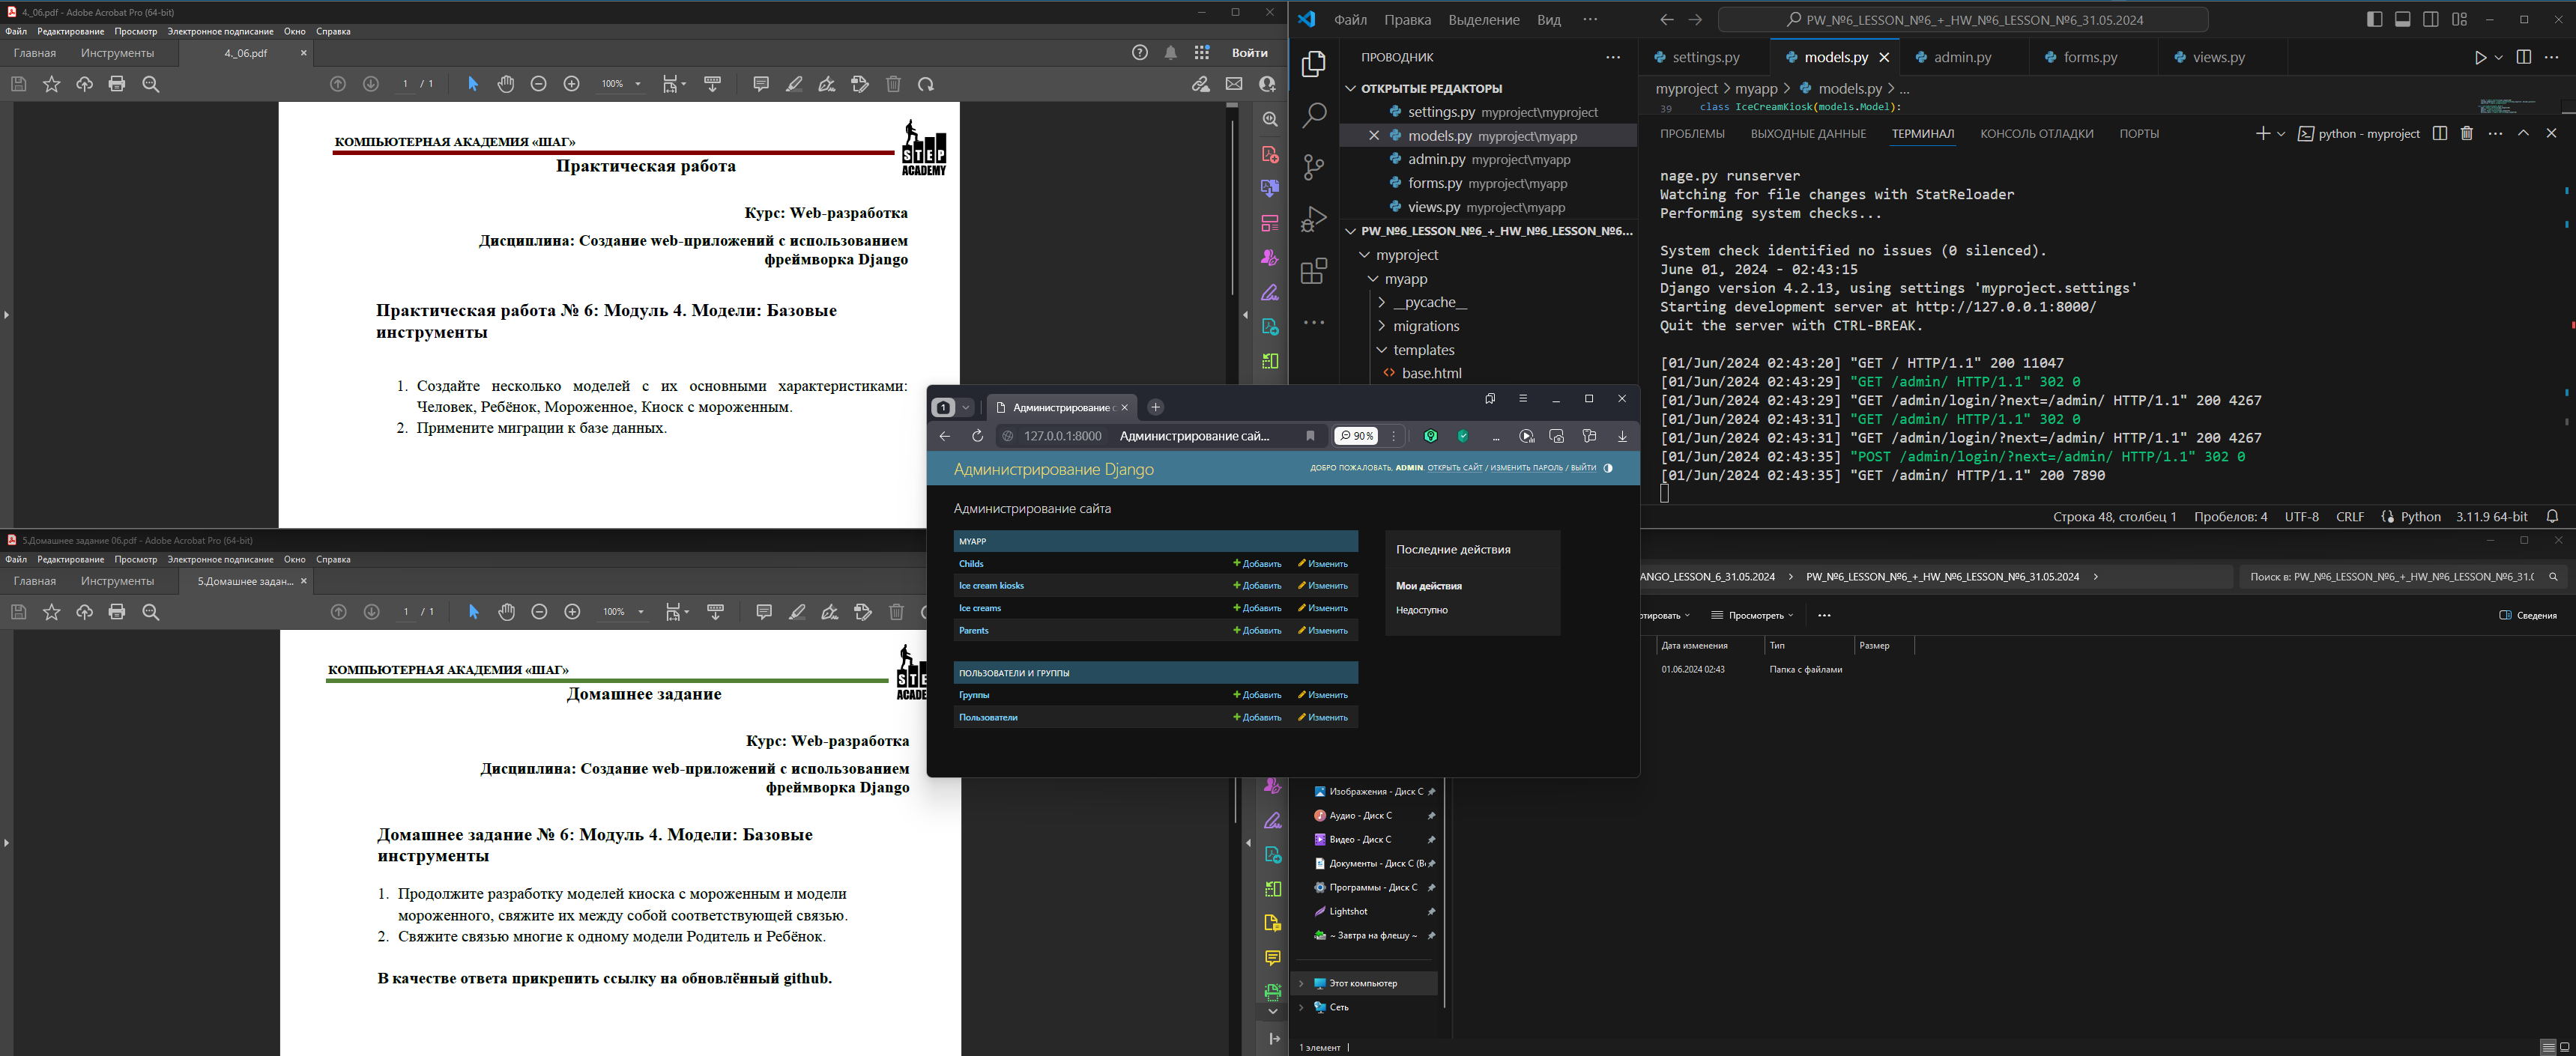 4._06.pdf - Adobe Acrobat Pro (64-bit)
Файл Редактирование Просмотр Электронное подписание Окно Справка
Главная Инструменты 4._06.pdf Войти
1 / 1 100%
КОМПЬЮТЕРНАЯ АКАДЕМИЯ «ШАГ»
STEP
ACADEMY
Практическая работа
Курс: Web-разработка
Дисциплина: Создание web-приложений с использованием
фреймворка Django
Практическая работа № 6: Модуль 4. Модели: Базовые
инструменты
1. Создайте несколько моделей с их основными характеристиками:
Человек, Ребёнок, Мороженное, Киоск с мороженным.
2. Примените миграции к базе данных.
5.Домашнее задание 06.pdf - Adobe Acrobat Pro (64-bit)
Файл Редактирование Просмотр Электронное подписание Окно Справка
Главная Инструменты 5.Домашнее задан...
1 / 1 100%
КОМПЬЮТЕРНАЯ АКАДЕМИЯ «ШАГ»
Домашнее задание
Курс: Web-разработка
Дисциплина: Создание web-приложений с использованием
фреймворка Django
Домашнее задание № 6: Модуль 4. Модели: Базовые
инструменты
1. Продолжите разработку моделей киоска с мороженным и модели
мороженного, свяжите их между собой соответствующей связью.
2. Свяжите связью многие к одному модели Родитель и Ребёнок.
В качестве ответа прикрепить ссылку на обновлённый github.
Файл Правка Выделение Вид ... PW_№6_LESSON_№6_+_HW_№6_LESSON_№6_31.05.2024
ПРОВОДНИК
ОТКРЫТЫЕ РЕДАКТОРЫ
settings.py myproject\myproject
models.py myproject\myapp
admin.py myproject\myapp
forms.py myproject\myapp
views.py myproject\myapp
PW_№6_LESSON_№6_+_HW_№6_LESSON_№6...
myproject
myapp
__pycache__
migrations
templates
base.html
settings.py models.py admin.py forms.py views.py
myproject > myapp > models.py > ...
39 class IceCreamKiosk(models.Model):
ПРОБЛЕМЫ ВЫХОДНЫЕ ДАННЫЕ ТЕРМИНАЛ КОНСОЛЬ ОТЛАДКИ ПОРТЫ python - myproject
nage.py runserver
Watching for file changes with StatReloader
Performing system checks...
System check identified no issues (0 silenced).
June 01, 2024 - 02:43:15
Django version 4.2.13, using settings 'myproject.settings'
Starting development server at http://127.0.0.1:8000/
Quit the server with CTRL-BREAK.
[01/Jun/2024 02:43:20] "GET / HTTP/1.1" 200 11047
[01/Jun/2024 02:43:29] "GET /admin/ HTTP/1.1" 302 0
[01/Jun/2024 02:43:29] "GET /admin/login/?next=/admin/ HTTP/1.1" 200 4267
[01/Jun/2024 02:43:31] "GET /admin/ HTTP/1.1" 302 0
[01/Jun/2024 02:43:31] "GET /admin/login/?next=/admin/ HTTP/1.1" 200 4267
[01/Jun/2024 02:43:35] "POST /admin/login/?next=/admin/ HTTP/1.1" 302 0
[01/Jun/2024 02:43:35] "GET /admin/ HTTP/1.1" 200 7890
Строка 48, столбец 1 Пробелов: 4 UTF-8 CRLF Python 3.11.9 64-bit
1 Администрирование с
127.0.0.1:8000 Администрирование сай... 90 %
Администрирование Django
ДОБРО ПОЖАЛОВАТЬ, ADMIN. ОТКРЫТЬ САЙТ / ИЗМЕНИТЬ ПАРОЛЬ / ВЫЙТИ
Администрирование сайта
MYAPP
Childs Добавить Изменить
Ice cream kiosks Добавить Изменить
Ice creams Добавить Изменить
Parents Добавить Изменить
ПОЛЬЗОВАТЕЛИ И ГРУППЫ
Группы Добавить Изменить
Пользователи Добавить Изменить
Последние действия
Мои действия
Недоступно
ANGO_LESSON_6_31.05.2024 > PW_№6_LESSON_№6_+_HW_№6_LESSON_№6_31.05.2024 > Поиск в: PW_№6_LESSON_№6_+_HW_№6_LESSON_№6_31.(
ртировать Просмотреть ... Сведения
Дата изменения Тип Размер
01.06.2024 02:43 Папка с файлами
Изображения - Диск C
Аудио - Диск C
Видео - Диск C
Документы - Диск C (В
Программы - Диск C
Lightshot
~ Завтра на флешу ~
Этот компьютер
Сеть
1 элемент